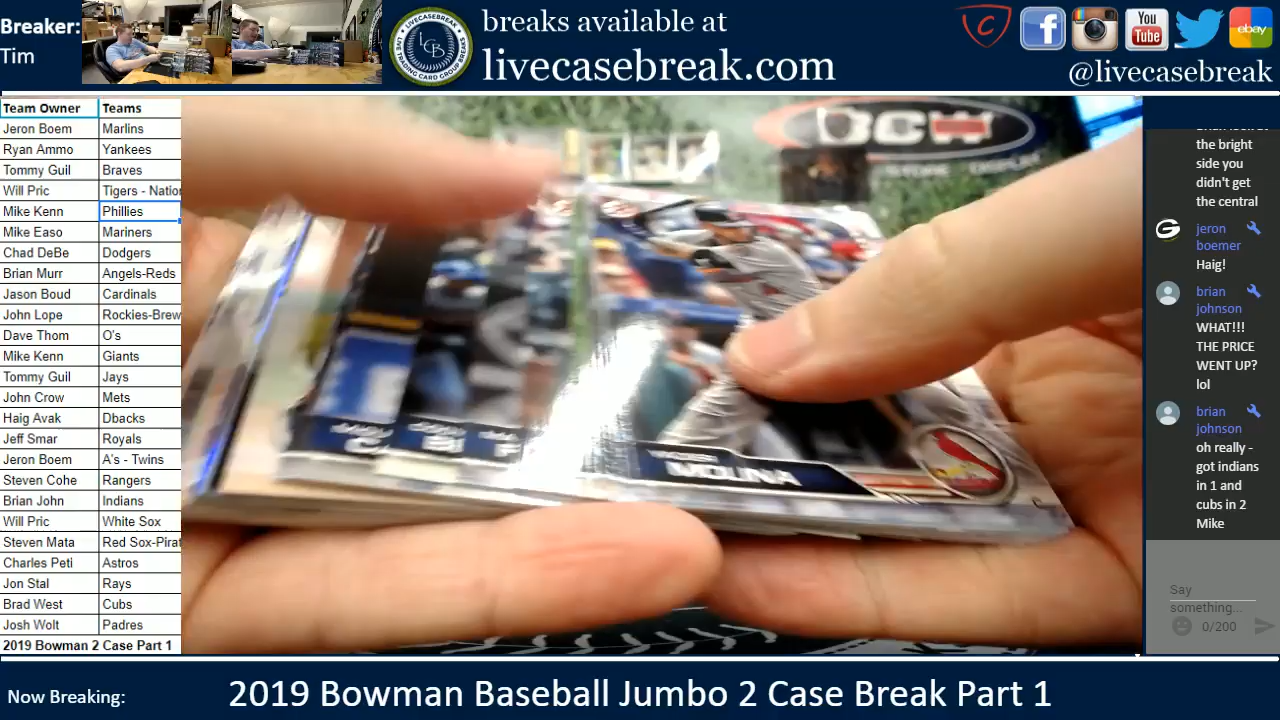 Breaker:
Tim
LCB
breaks available at
livecasebreak.com
You
Tube
ebay
@livecasebreak
Team Owner Teams
Jeron Boem Marlins
Ryan Ammo Yankees
Tommy Guil Braves
Will Pric Tigers - Natio
Mike Kenn Phillies
Mike Easo Mariners
Chad DeBe Dodgers
Brian Murr Angels-Reds
Jason Boud Cardinals
John Lope Rockies-Brew
Dave Thom O's
Mike Kenn Giants
Tommy Guil Jays
John Crow Mets
Haig Avak Dbacks
Jeff Smar Royals
Jeron Boem A's - Twins
Steven Cohe Rangers
Brian John Indians
Will Pric White Sox
Steven Mata Red Sox-Pirat
Charles Peti Astros
Jon Stal Rays
Brad West Cubs
Josh Wolt Padres
2019 Bowman 2 Case Part 1
BCW
MOLINA
the bright
side you
didn't get
the central
jeron
boemer
Haig!
brian
johnson
WHAT!!!
THE PRICE
WENT UP?
lol
brian
johnson
oh really -
got indians
in 1 and
cubs in 2
Mike
Say
something...
0/200
Now Breaking:
2019 Bowman Baseball Jumbo 2 Case Break Part 1